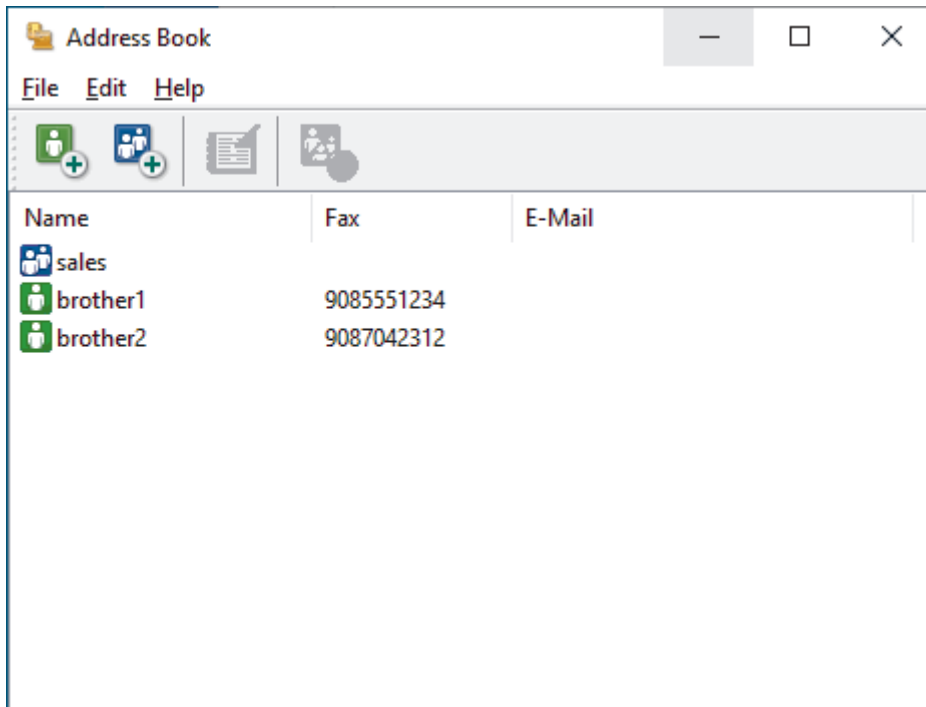 Address Book
File Edit Help
Name Fax E-Mail
sales
brother1 9085551234
brother2 9087042312